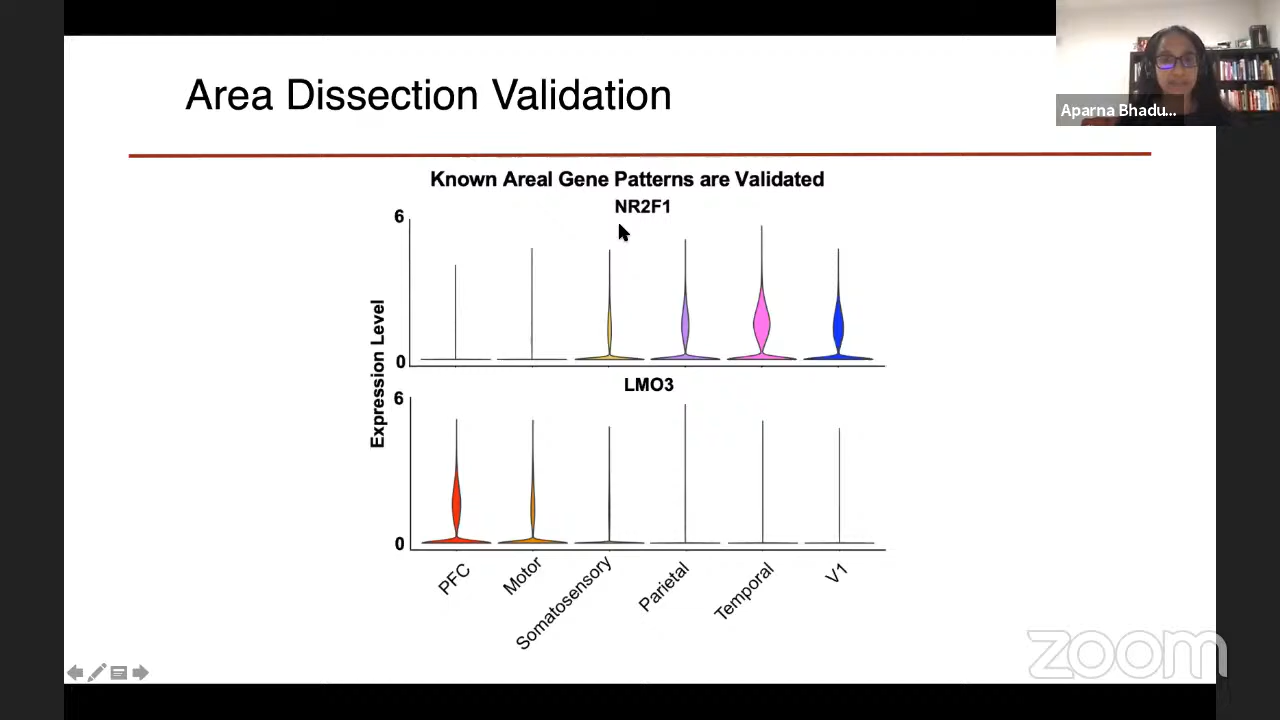 Area Dissection Validation
Aparna Bhadu...
Known Areal Gene Patterns are Validated
NR2F1
6
0
Expression Level
LMO3
6
0
PFC
Motor
Somatosensory
Parietal
Temporal
V1
zoom